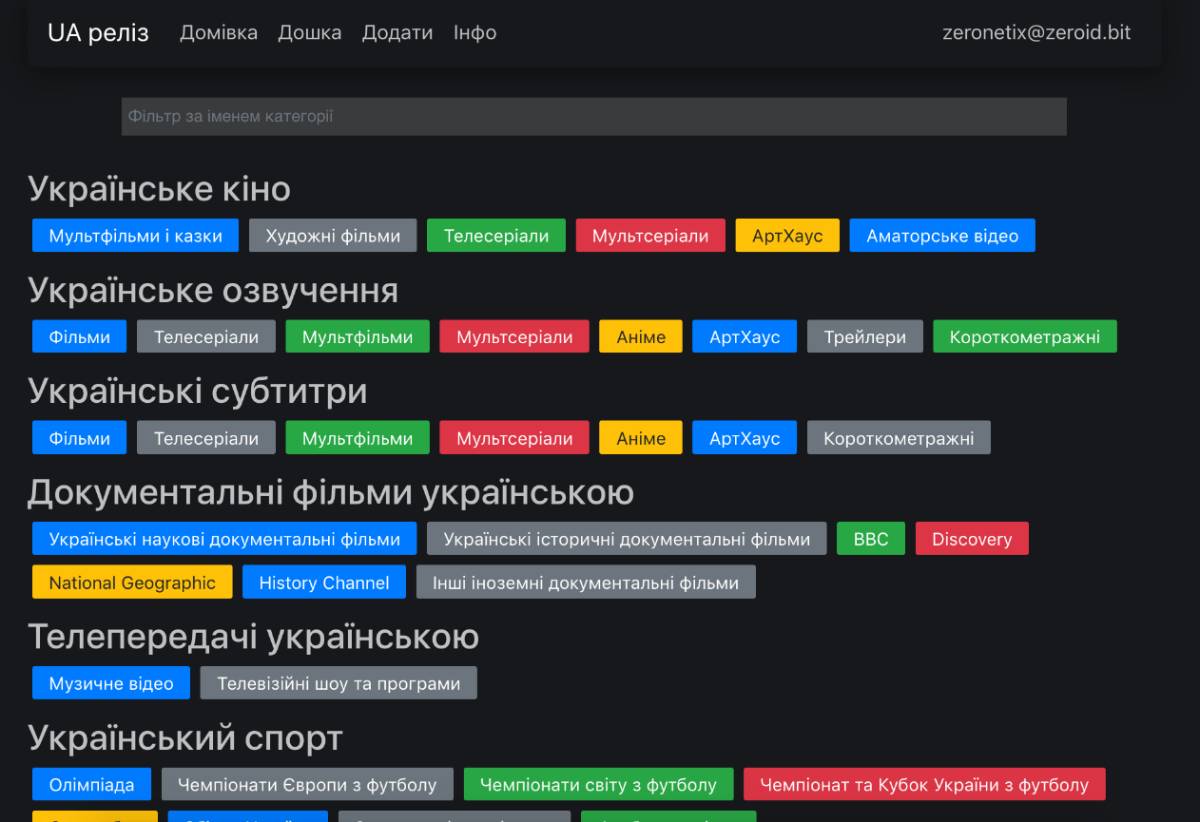 UA реліз Домівка Дошка Додати Інфо zeronetix@zeroid.bit
Фільтр за іменем категорії
Українське кіно
Мультфільми і казки Художні фільми Телесеріали Мультсеріали АртХаус Аматорське відео
Українське озвучення
Фільми Телесеріали Мультфільми Мультсеріали Аніме АртХаус Трейлери Короткометражні
Українські субтитри
Фільми Телесеріали Мультфільми Мультсеріали Аніме АртХаус Короткометражні
Документальні фільми українською
Українські наукові документальні фільми Українські історичні документальні фільми BBC Discovery
National Geographic History Channel Інші іноземні документальні фільми
Телепередачі українською
Музичне відео Телевізійні шоу та програми
Український спорт
Олімпіада Чемпіонати Європи з футболу Чемпіонати світу з футболу Чемпіонат та Кубок України з футболу